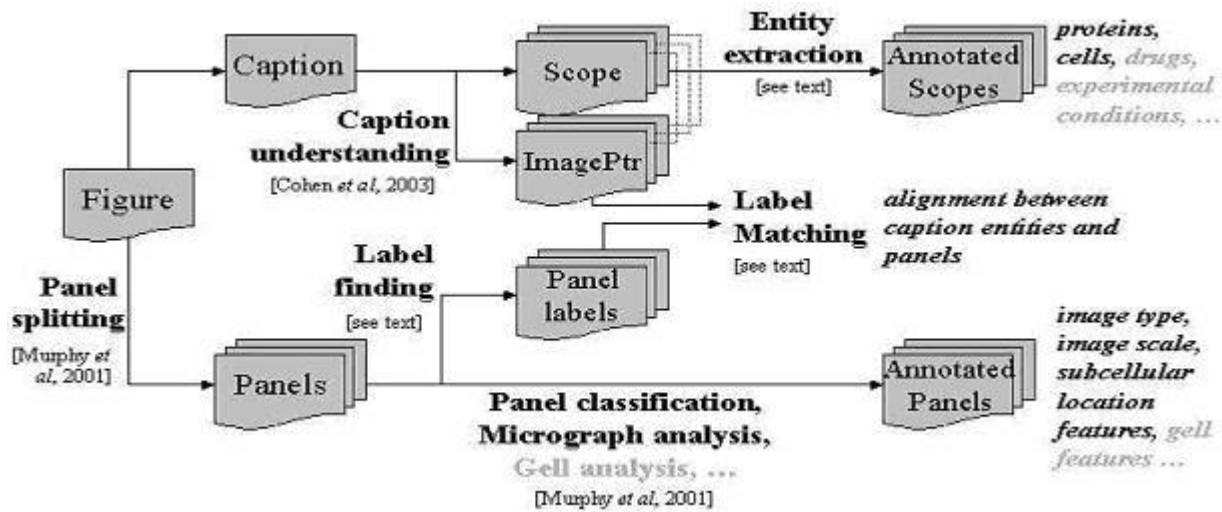 Figure
Caption
Caption
understanding
[Cohen et al, 2003]
Scope
ImagePtr
Entity
extraction
[see text]
Annotated
Scopes
proteins,
cells, drugs,
experimental
conditions, ...
Label
Matching
[see text]
alignment between
caption entities and
panels
Panel
splitting
[Murphy et
al, 2001]
Panels
Label
finding
[see text]
Panel
labels
Panel classification,
Micrograph analysis,
Gell analysis, ...
[Murphy et al, 2001]
Annotated
Panels
image type,
image scale,
subcellular
location
features, gell
features ...